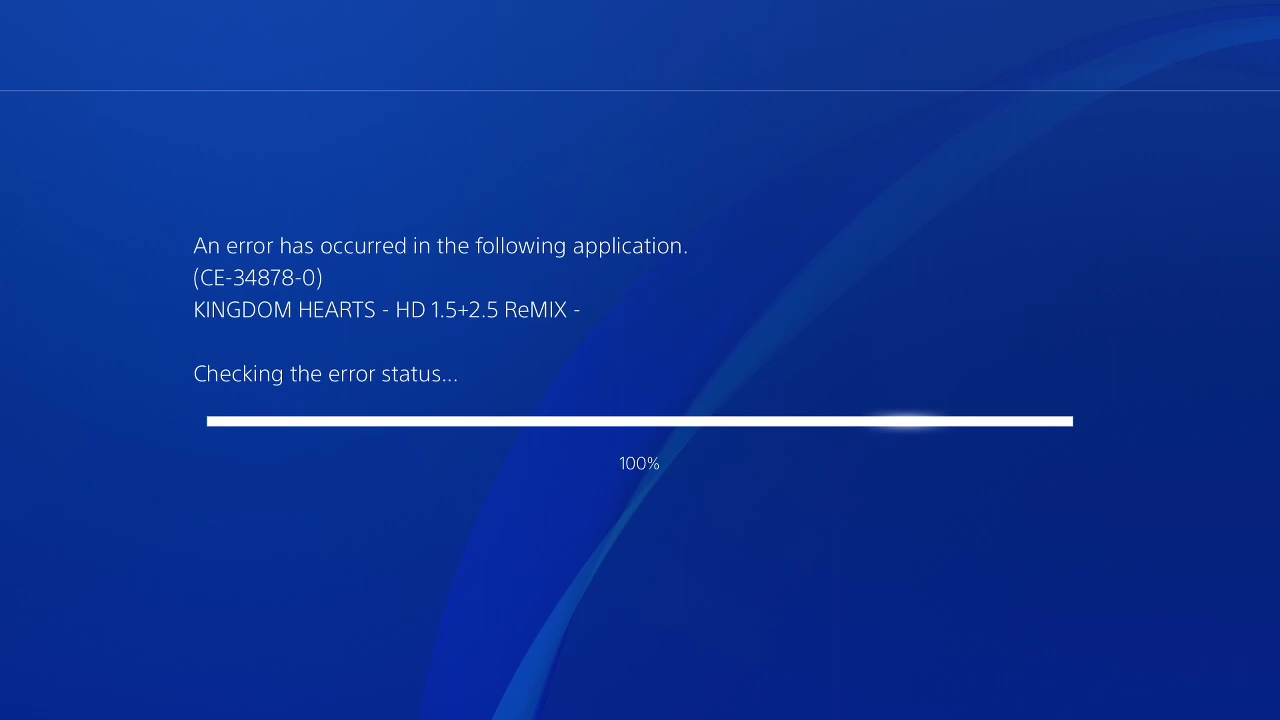 An error has occurred in the following application.
(CE-34878-0)
KINGDOM HEARTS - HD 1.5+2.5 ReMIX -
Checking the error status...
100%